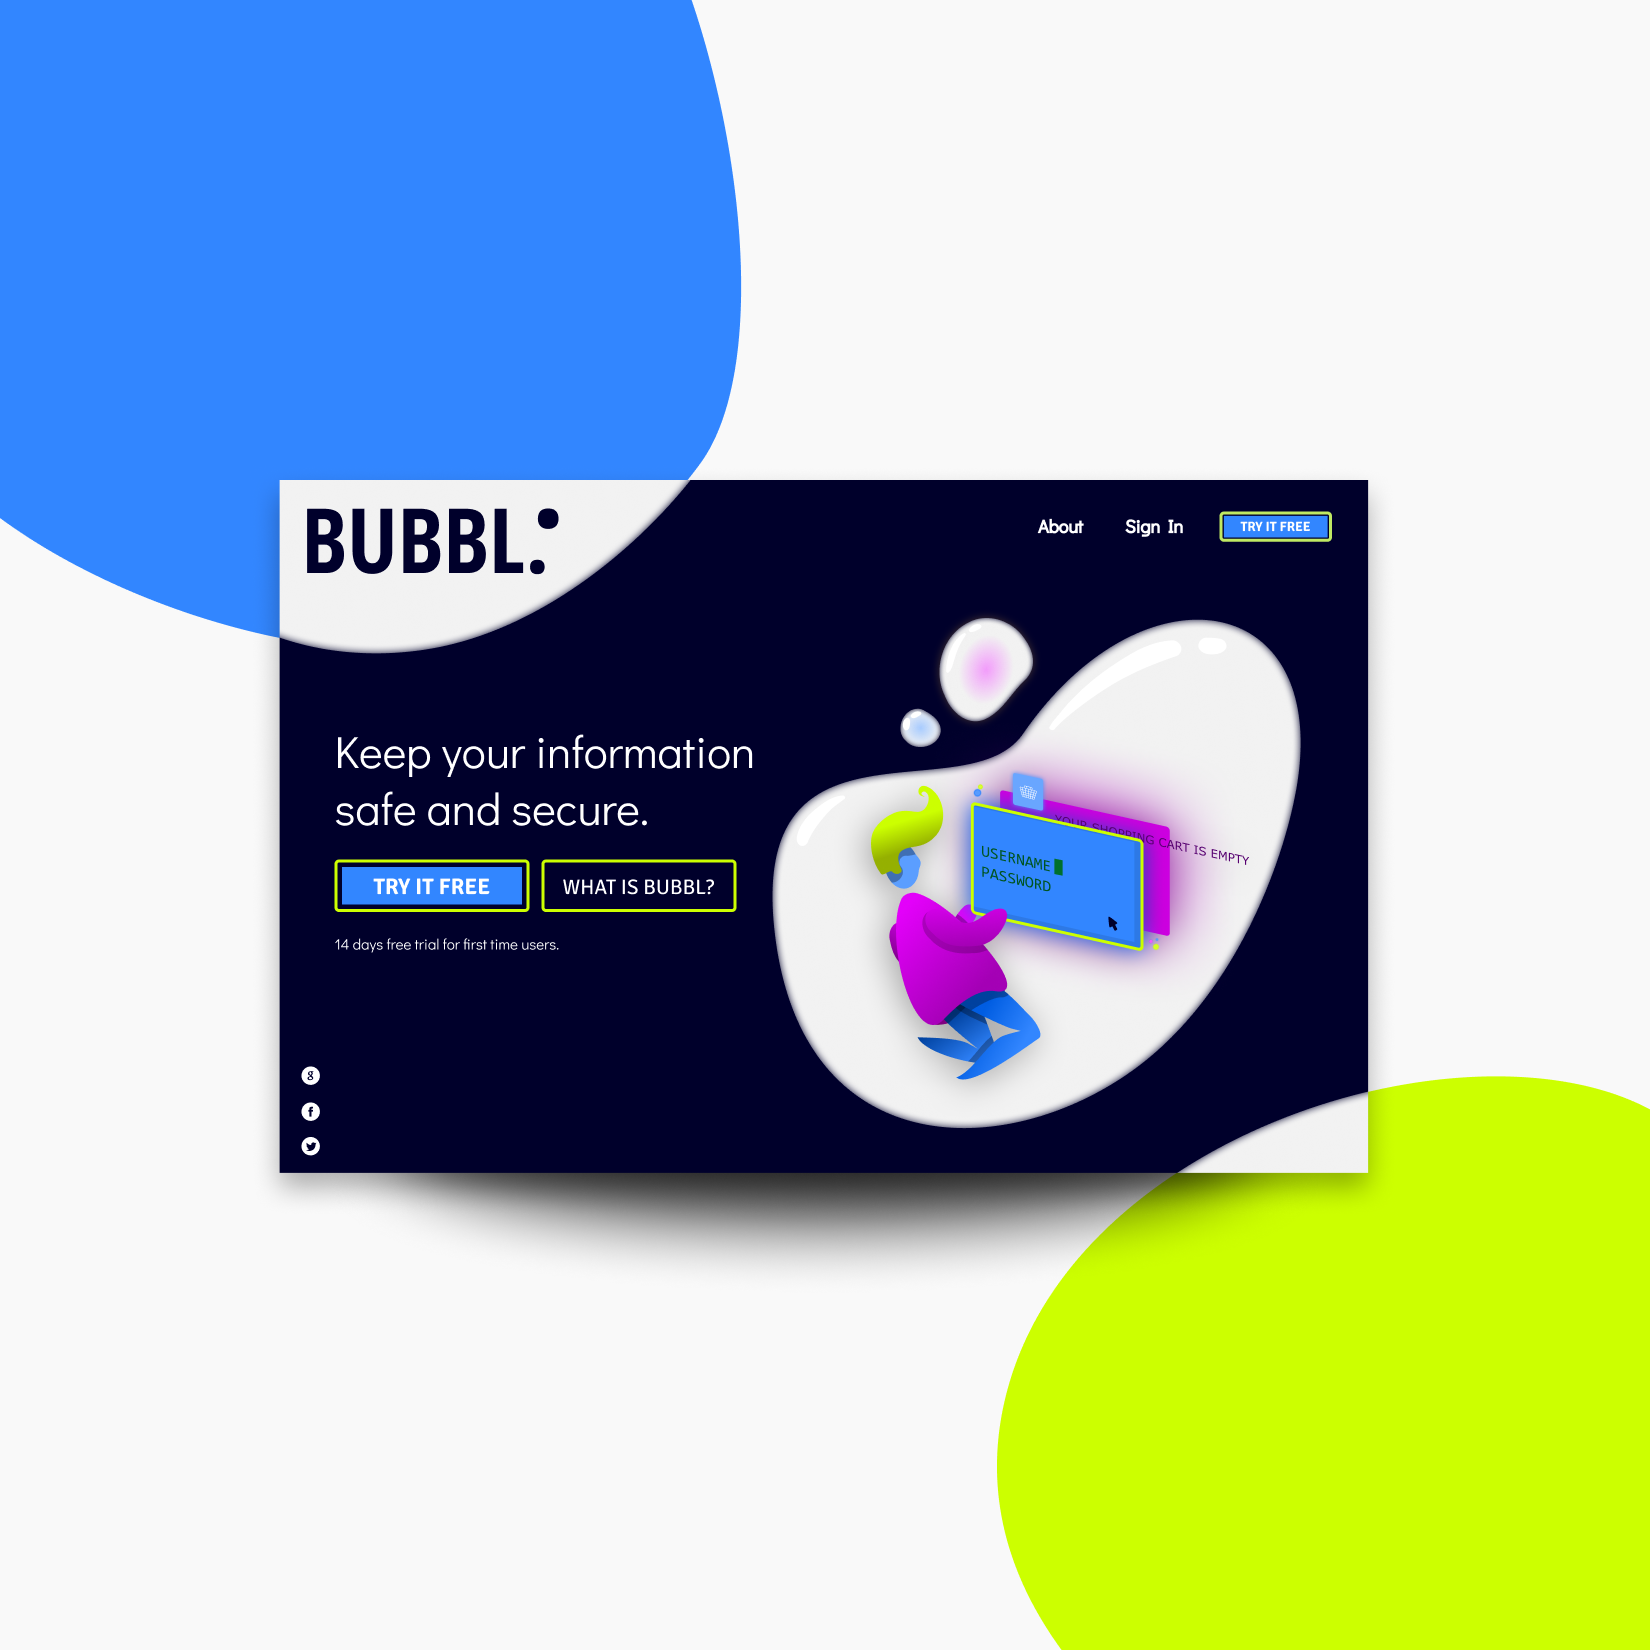 BUBBL:
About Sign In TRY IT FREE
Keep your information
safe and secure.
TRY IT FREE WHAT IS BUBBL?
14 days free trial for first time users.
YOUR SHOPPING CART IS EMPTY
USERNAME
PASSWORD
g
f